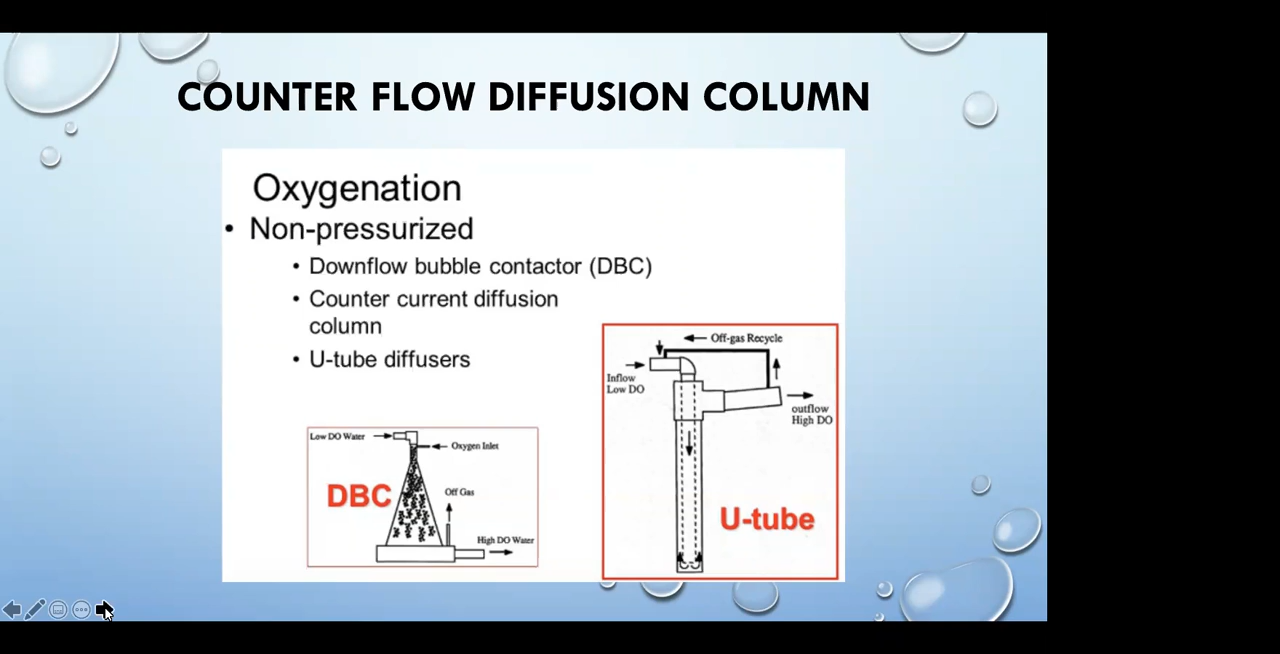 COUNTER FLOW DIFFUSION COLUMN
Oxygenation
• Non-pressurized
• Downflow bubble contactor (DBC)
• Counter current diffusion
column
• U-tube diffusers
Low DO Water
Oxygen Inlet
DBC
Off Gas
High DO Water
Off-gas Recycle
Inflow
Low DO
outflow
High DO
U-tube